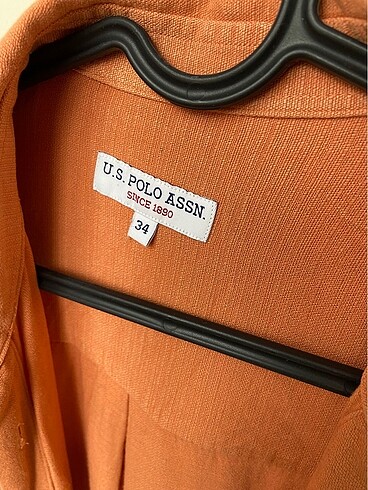 U.S. POLO ASSN.
SINCE 1890
34